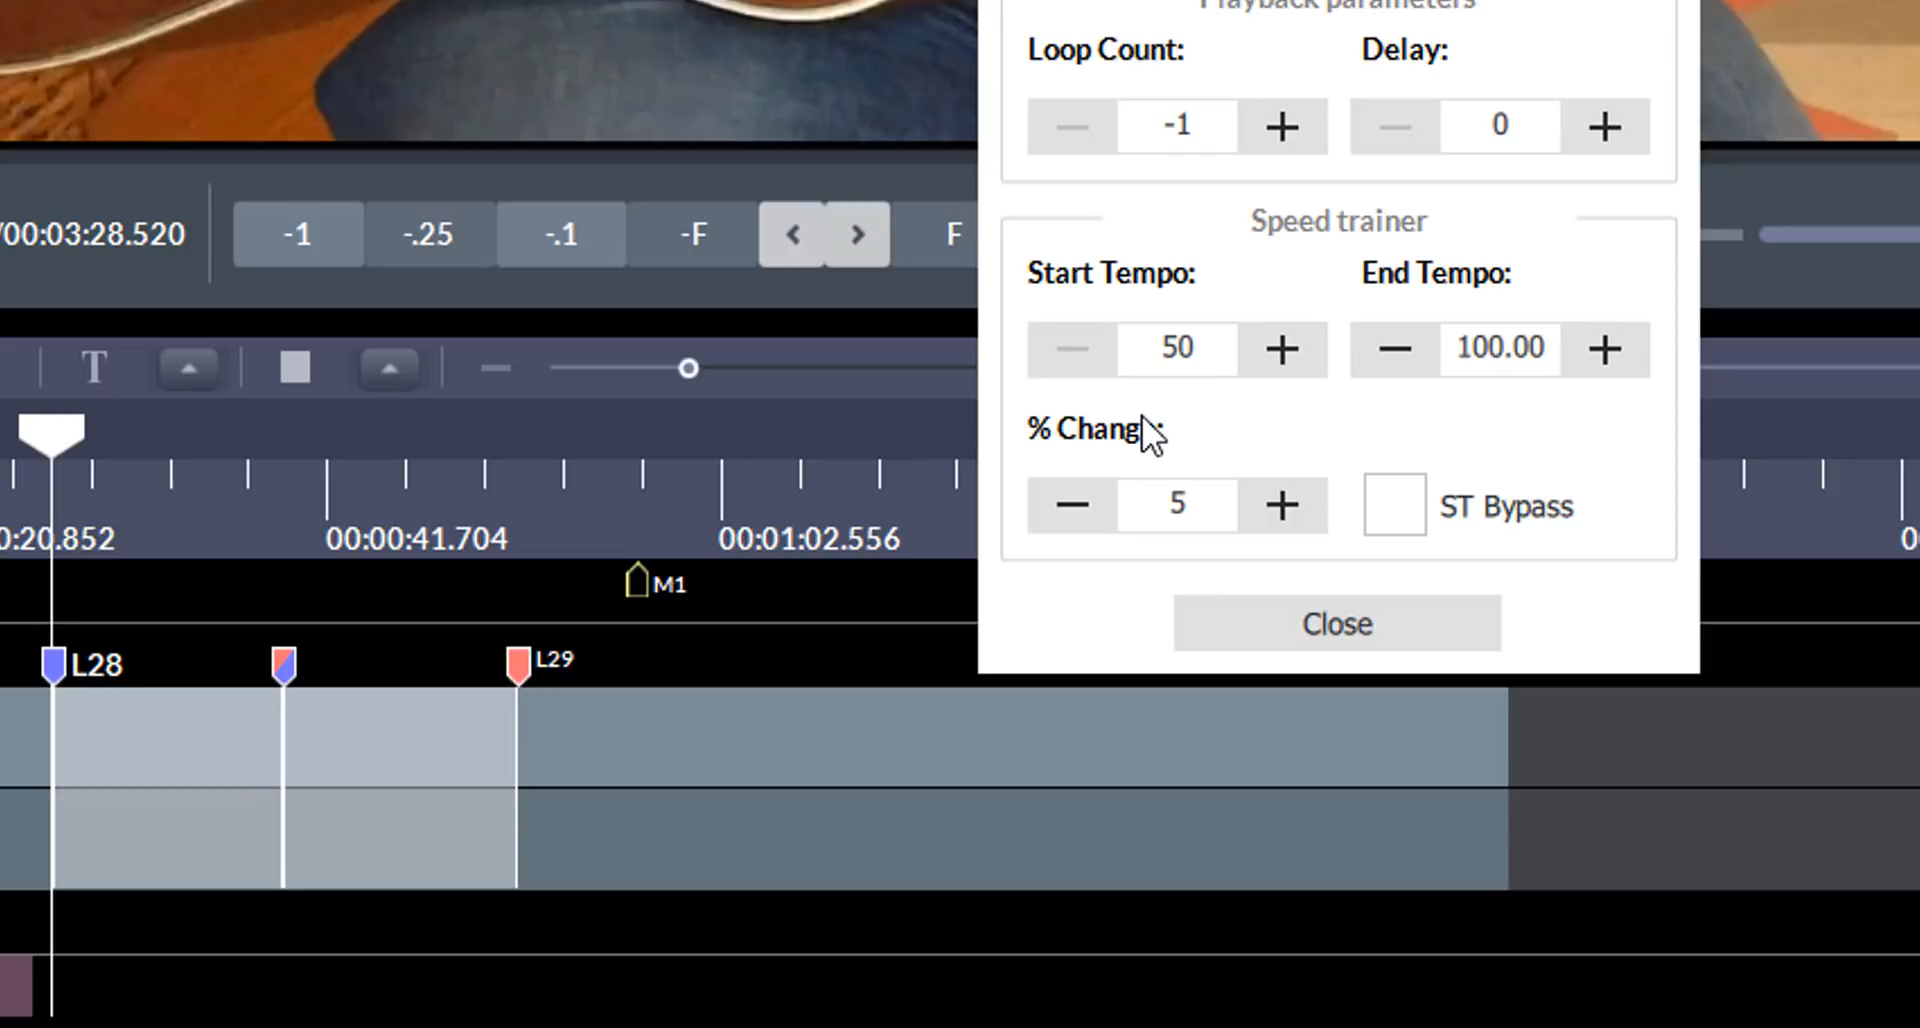 Playback parameters
Loop Count: Delay:
-1 0
/00:03:28.520 -1 -.25 -.1 -F F
Speed trainer
Start Tempo: End Tempo:
50 100.00
T
% Change:
5 ST Bypass
0:20.852 00:00:41.704 00:01:02.556 0
M1
Close
L28 L29